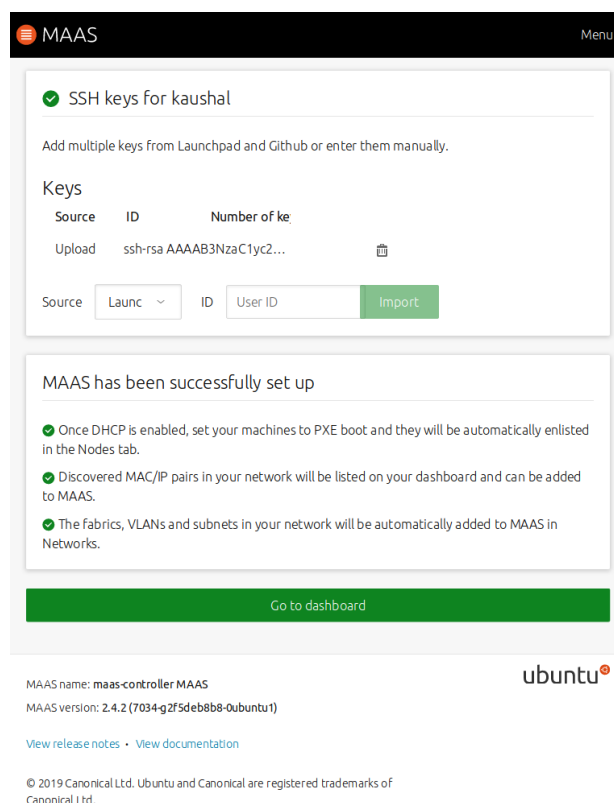 MAAS
Menu
SSH keys for kaushal
Add multiple keys from Launchpad and Github or enter them manually.
Keys
Source ID Number of ke
Upload ssh-rsa AAAAB3NzaC1yc2...
Source Launc ID User ID Import
MAAS has been successfully set up
Once DHCP is enabled, set your machines to PXE boot and they will be automatically enlisted
in the Nodes tab.
Discovered MAC/IP pairs in your network will be listed on your dashboard and can be added
to MAAS.
The fabrics, VLANs and subnets in your network will be automatically added to MAAS in
Networks.
Go to dashboard
ubuntu
MAAS name: maas-controller MAAS
MAAS version: 2.4.2 (7034-g2f5deb8b8-0ubuntu1)
View release notes • View documentation
© 2019 Canonical Ltd. Ubuntu and Canonical are registered trademarks of
Canonical Ltd.